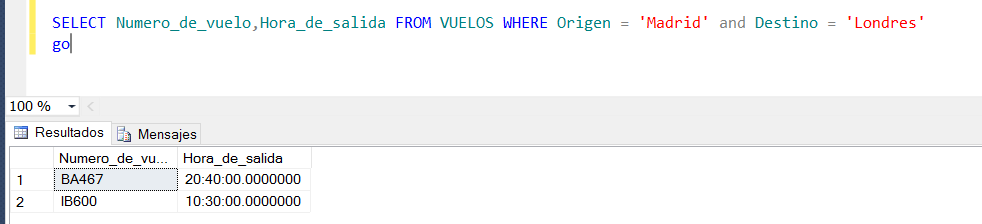 SELECT Numero_de_vuelo,Hora_de_salida FROM VUELOS WHERE Origen = 'Madrid' and Destino = 'Londres'
go
100 %
Resultados Mensajes
Numero_de_vu... Hora_de_salida
1 BA467 20:40:00.0000000
2 IB600 10:30:00.0000000